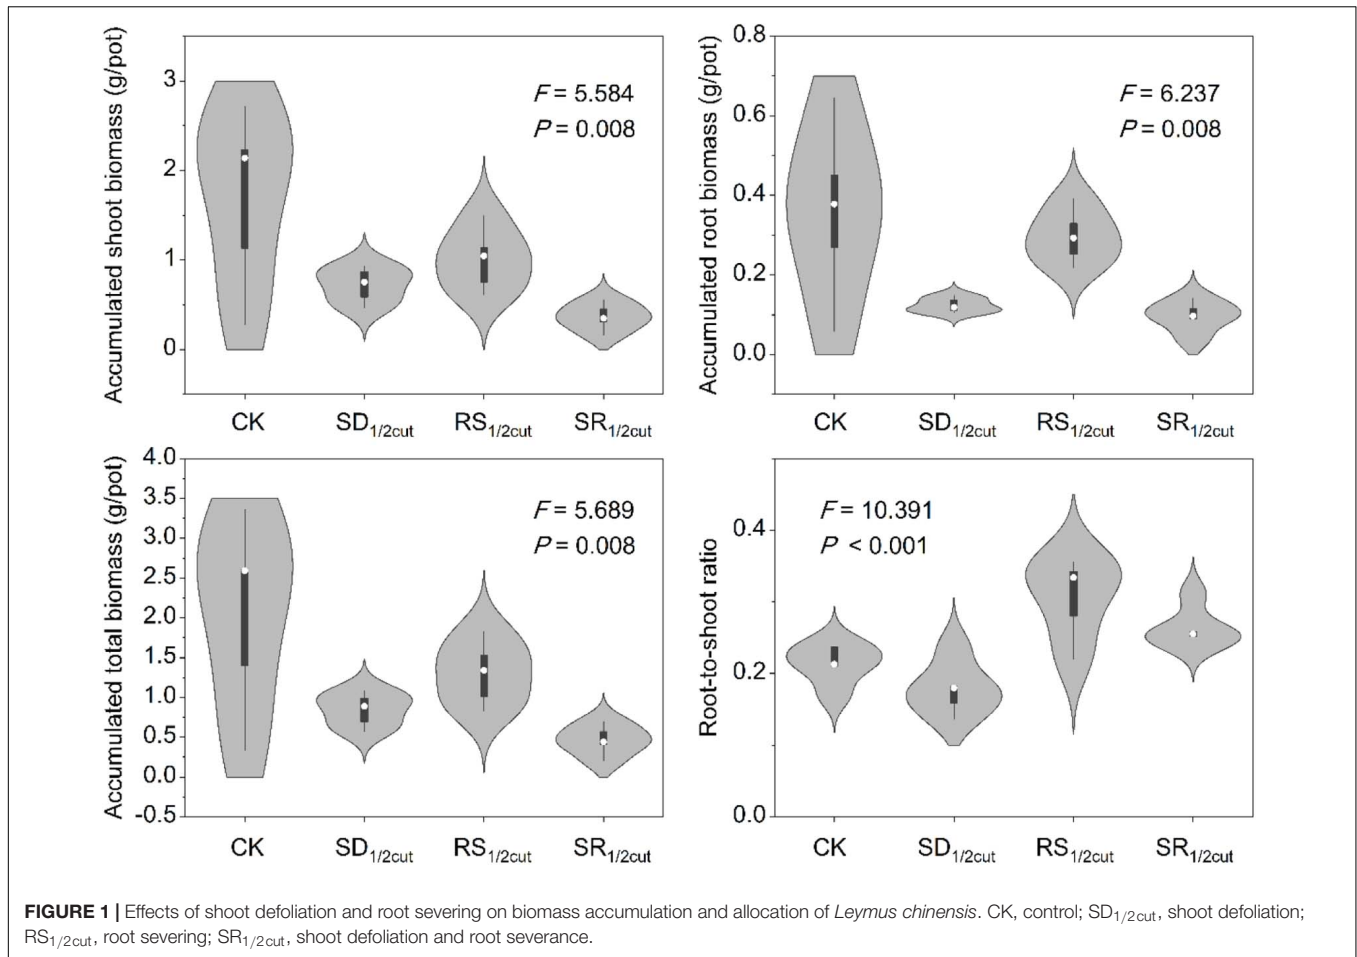 Accumulated shoot biomass (g/pot)
3
2
1
0
F = 5.584
P = 0.008
CK SD1/2cut RS1/2cut SR1/2cut
Accumulated root biomass (g/pot)
0.8
0.6
0.4
0.2
0.0
F = 6.237
P = 0.008
CK SD1/2cut RS1/2cut SR1/2cut
Accumulated total biomass (g/pot)
4.0
3.5
3.0
2.5
2.0
1.5
1.0
0.5
0.0
-0.5
F = 5.689
P = 0.008
CK SD1/2cut RS1/2cut SR1/2cut
Root-to-shoot ratio
0.4
0.2
0.0
F = 10.391
P < 0.001
CK SD1/2cut RS1/2cut SR1/2cut
FIGURE 1 | Effects of shoot defoliation and root severing on biomass accumulation and allocation of Leymus chinensis. CK, control; SD1/2cut, shoot defoliation;
RS1/2cut, root severing; SR1/2cut, shoot defoliation and root severance.